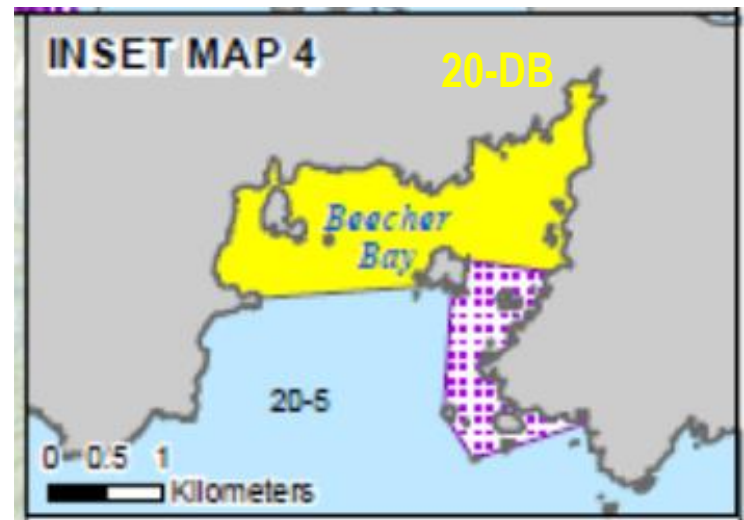 INSET MAP 4
20-DB
Beecher
Bay
20-5
0 0.5 1
Kilometers